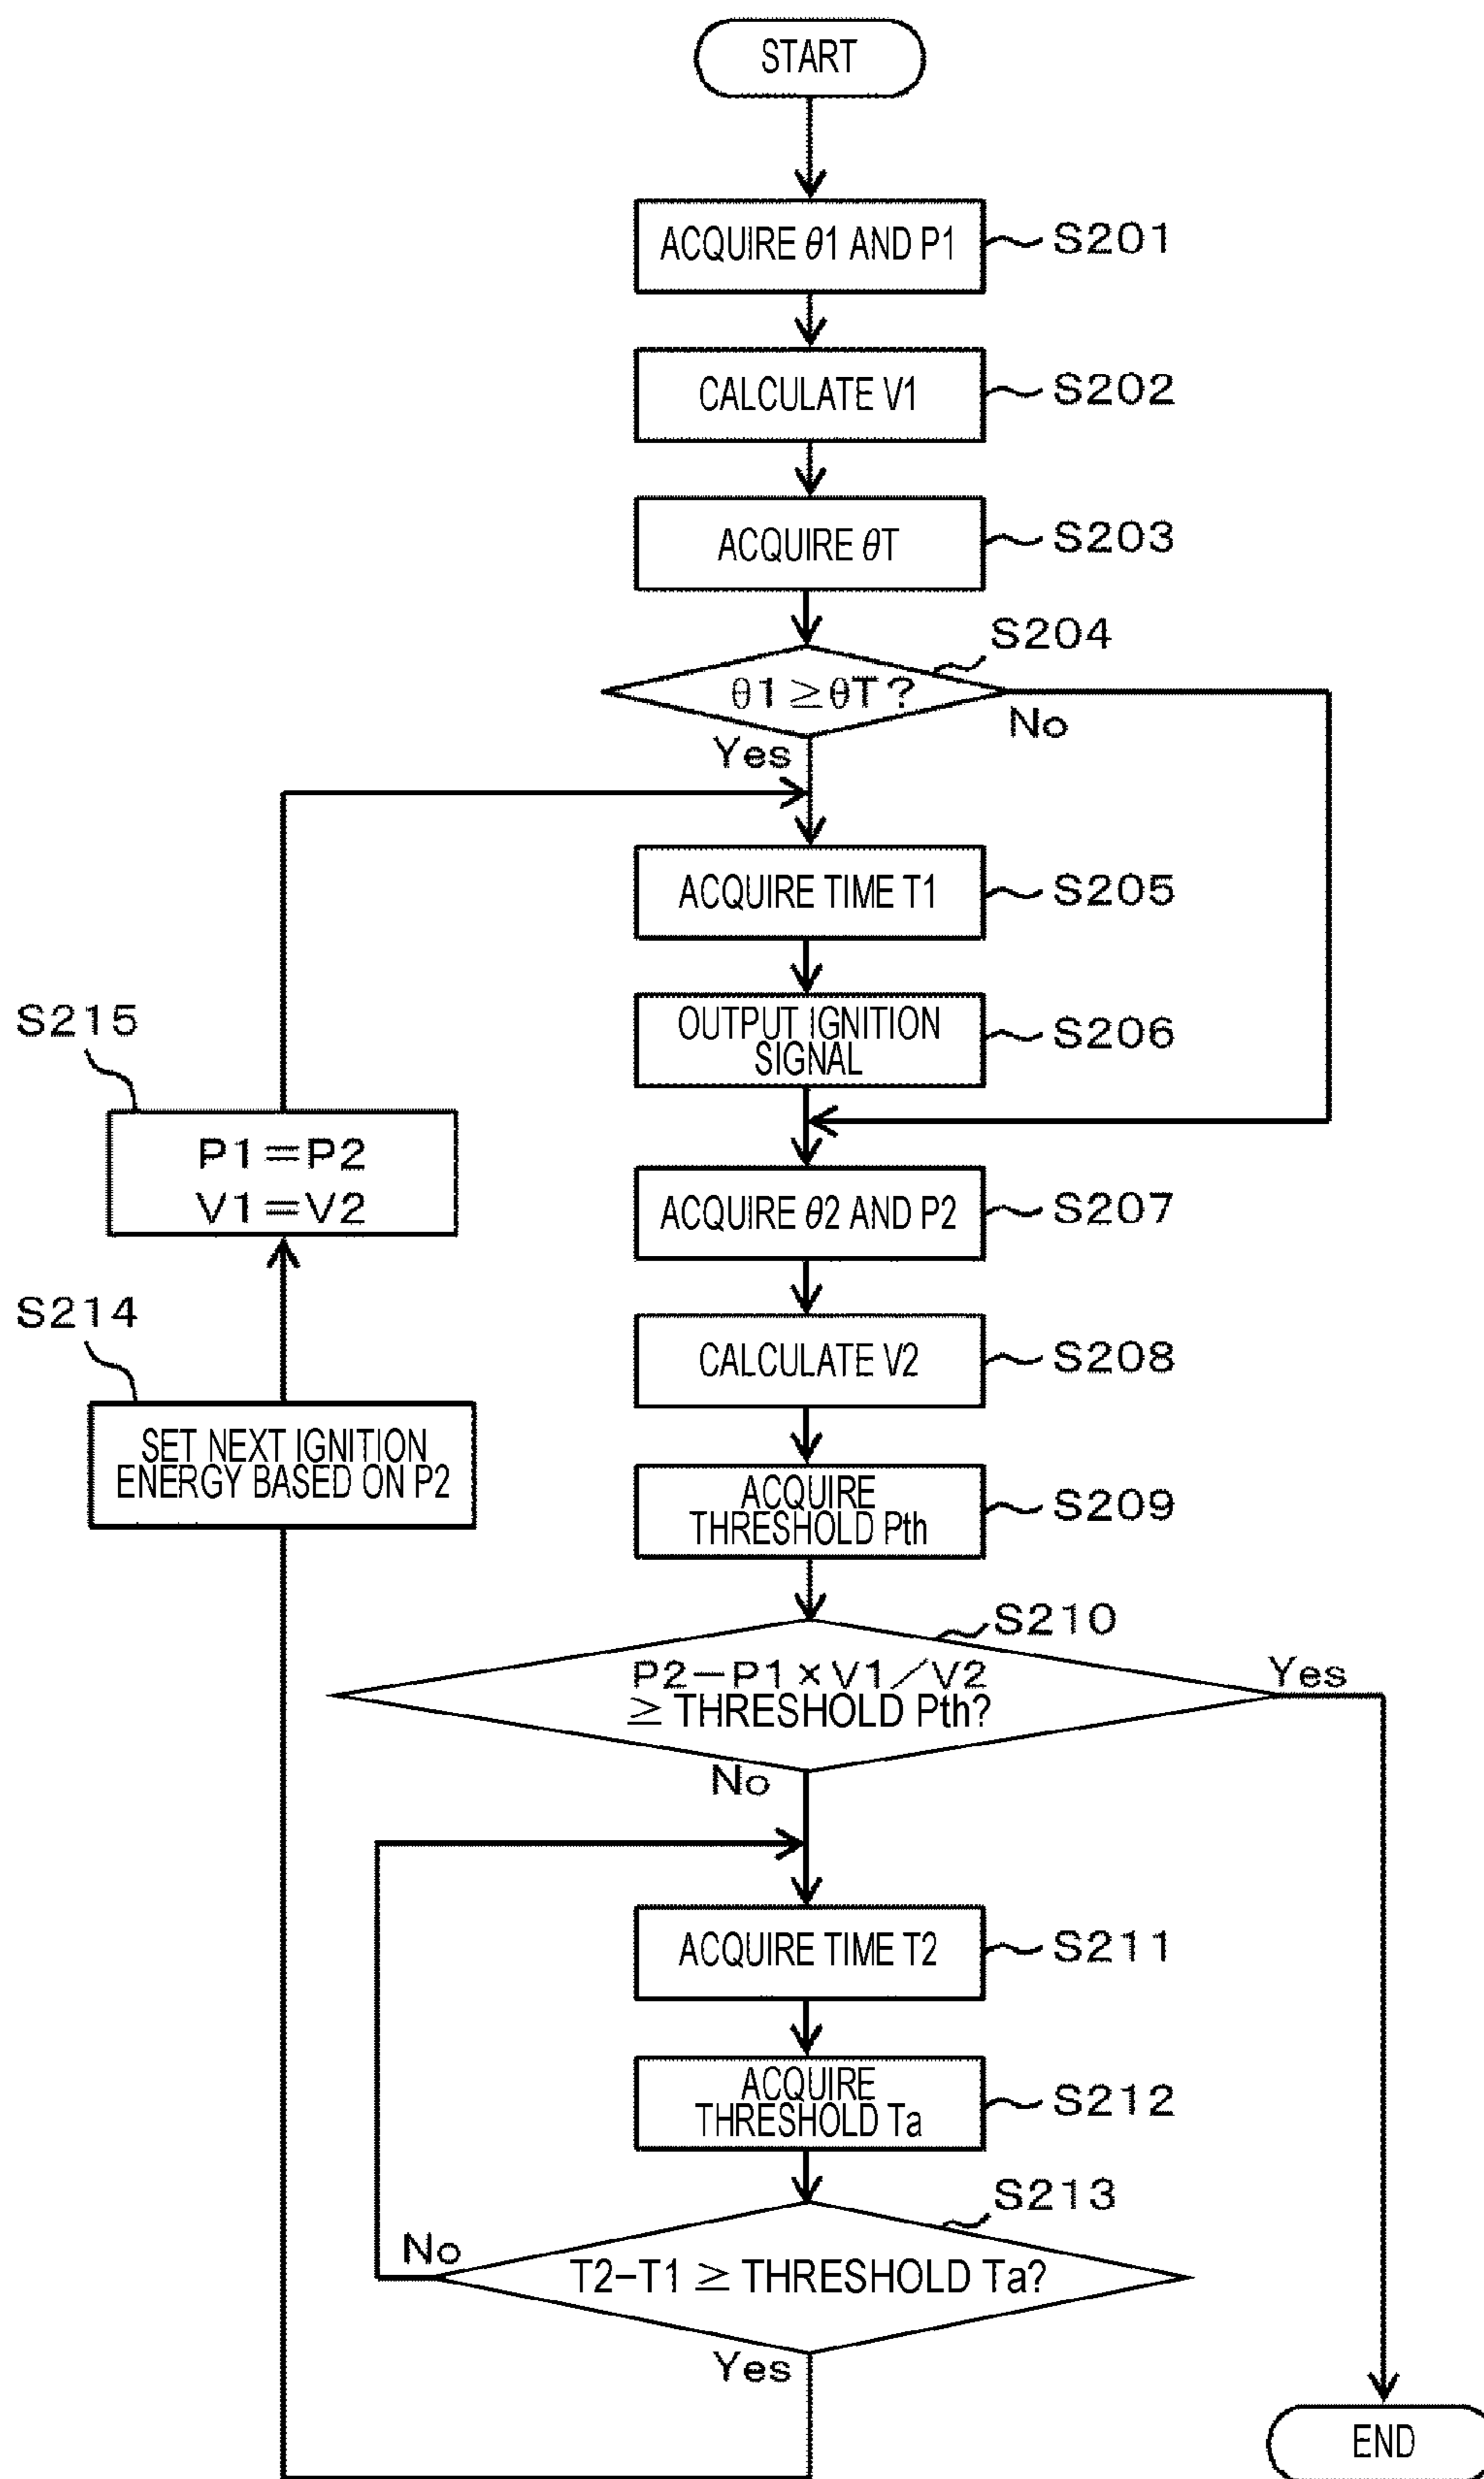 START
ACQUIRE θ1 AND P1
S201
CALCULATE V1
S202
ACQUIRE θT
S203
S204
θ1≧θT?
No
Yes
ACQUIRE TIME T1
S205
OUTPUT IGNITION
SIGNAL
S206
S215
P1=P2
V1=V2
ACQUIRE θ2 AND P2
S207
S214
SET NEXT IGNITION
ENERGY BASED ON P2
CALCULATE V2
S208
ACQUIRE
THRESHOLD Pth
S209
S210
P2−P1×V1/V2
≧ THRESHOLD Pth?
Yes
No
ACQUIRE TIME T2
S211
ACQUIRE
THRESHOLD Ta
S212
S213
No
T2−T1 ≧ THRESHOLD Ta?
Yes
END